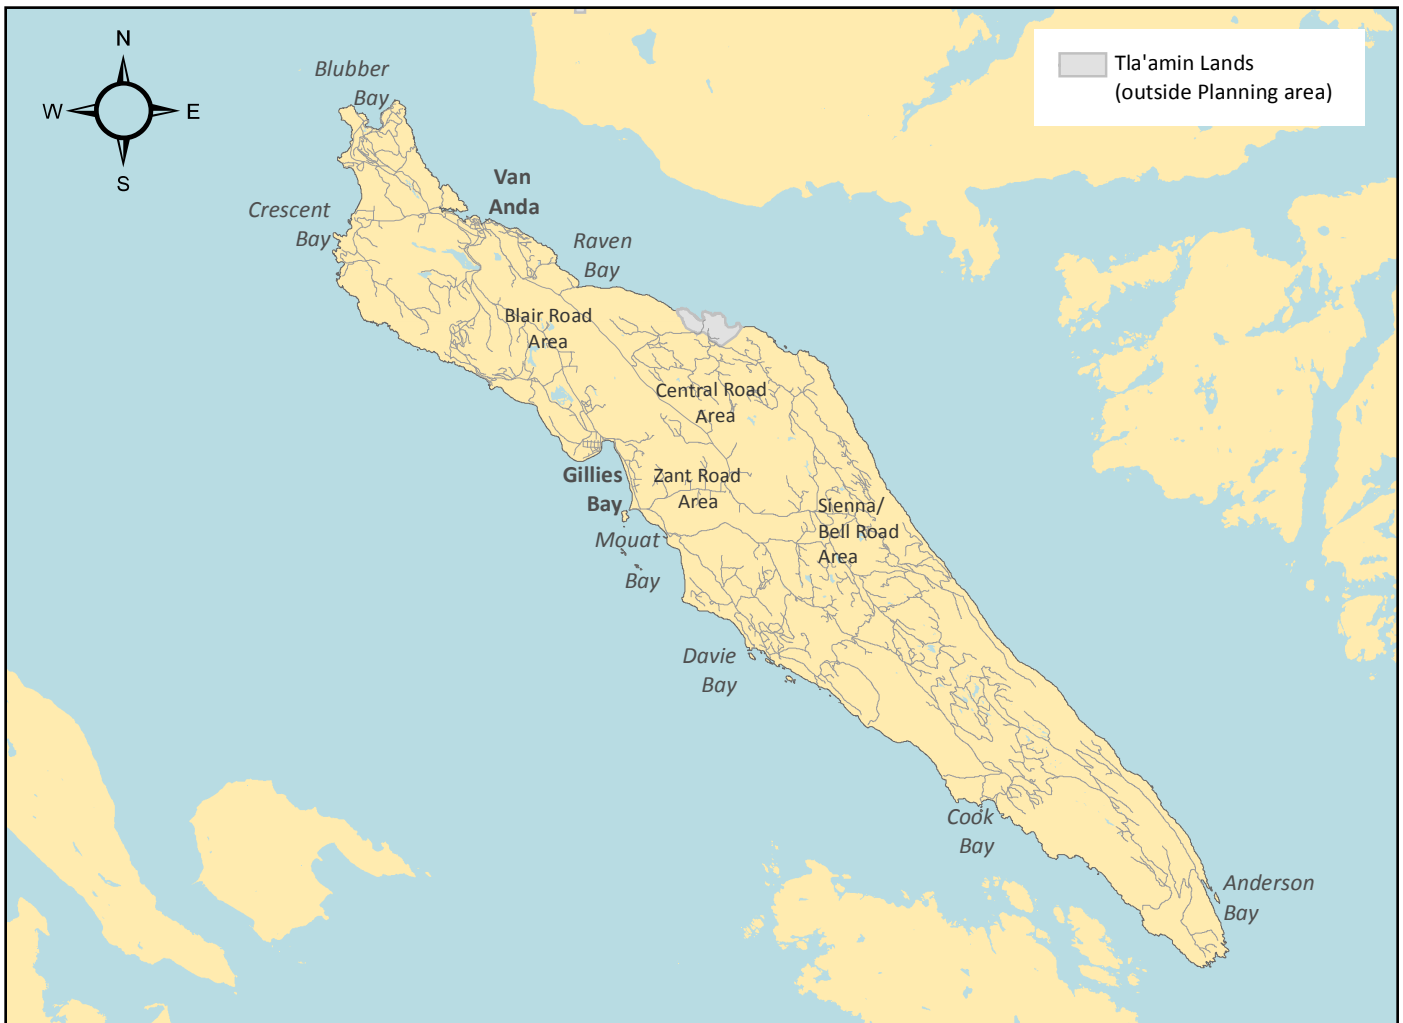 N
W
E
S
Blubber
Bay
Tla'amin Lands
(outside Planning area)
Van
Anda
Crescent
Bay
Raven
Bay
Blair Road
Area
Central Road
Area
Gillies
Bay
Zant Road
Area
Sienna/
Bell Road
Area
Mouat
Bay
Davie
Bay
Cook
Bay
Anderson
Bay